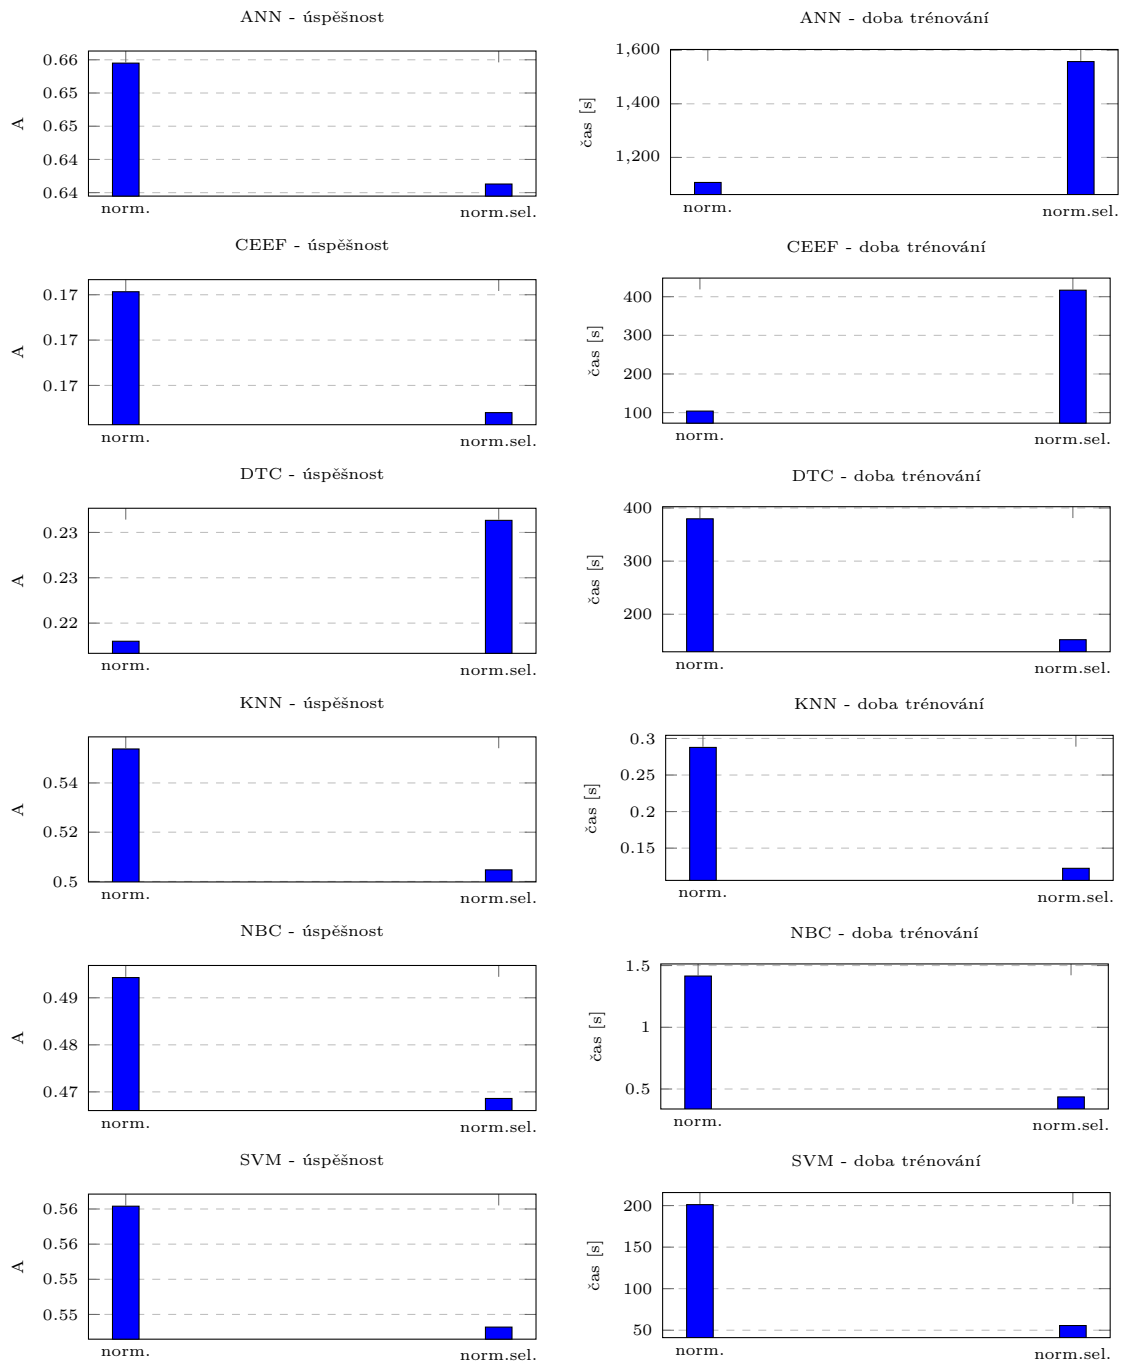 ANN - úspěšnost
A
0.66
0.65
0.65
0.64
0.64
norm.
norm.sel.
ANN - doba trénování
čas [s]
1,600
1,400
1,200
norm.
norm.sel.
CEEF - úspěšnost
A
0.17
0.17
0.17
norm.
norm.sel.
CEEF - doba trénování
čas [s]
400
300
200
100
norm.
norm.sel.
DTC - úspěšnost
A
0.23
0.23
0.22
norm.
norm.sel.
DTC - doba trénování
čas [s]
400
300
200
norm.
norm.sel.
KNN - úspěšnost
A
0.54
0.52
0.5
norm.
norm.sel.
KNN - doba trénování
čas [s]
0.3
0.25
0.2
0.15
norm.
norm.sel.
NBC - úspěšnost
A
0.49
0.48
0.47
norm.
norm.sel.
NBC - doba trénování
čas [s]
1.5
1
0.5
norm.
norm.sel.
SVM - úspěšnost
A
0.56
0.56
0.55
0.55
norm.
norm.sel.
SVM - doba trénování
čas [s]
200
150
100
50
norm.
norm.sel.